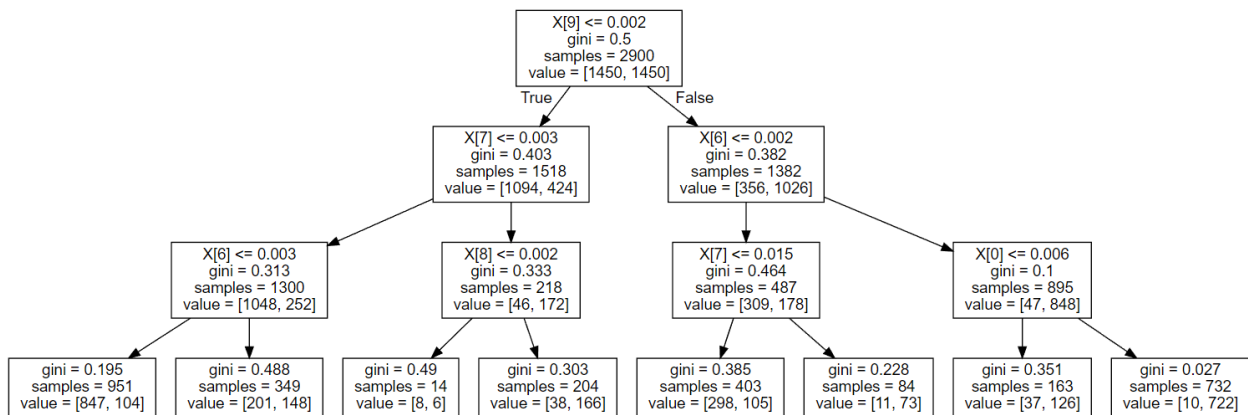 X[9] <= 0.002
gini = 0.5
samples = 2900
value = [1450, 1450]
True
False
X[7] <= 0.003
gini = 0.403
samples = 1518
value = [1094, 424]
X[6] <= 0.002
gini = 0.382
samples = 1382
value = [356, 1026]
X[6] <= 0.003
gini = 0.313
samples = 1300
value = [1048, 252]
X[8] <= 0.002
gini = 0.333
samples = 218
value = [46, 172]
X[7] <= 0.015
gini = 0.464
samples = 487
value = [309, 178]
X[0] <= 0.006
gini = 0.1
samples = 895
value = [47, 848]
gini = 0.195
samples = 951
value = [847, 104]
gini = 0.488
samples = 349
value = [201, 148]
gini = 0.49
samples = 14
value = [8, 6]
gini = 0.303
samples = 204
value = [38, 166]
gini = 0.385
samples = 403
value = [298, 105]
gini = 0.228
samples = 84
value = [11, 73]
gini = 0.351
samples = 163
value = [37, 126]
gini = 0.027
samples = 732
value = [10, 722]